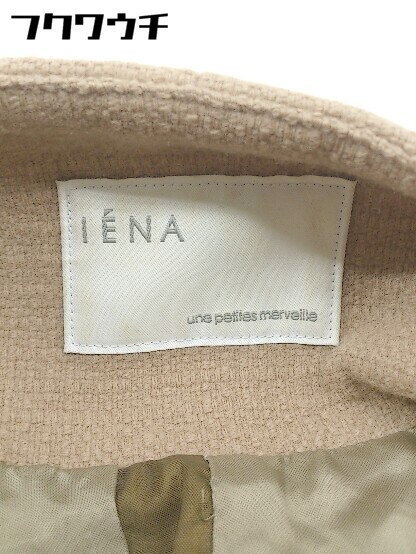 フクワウチ
IÉNA
une petites merveille